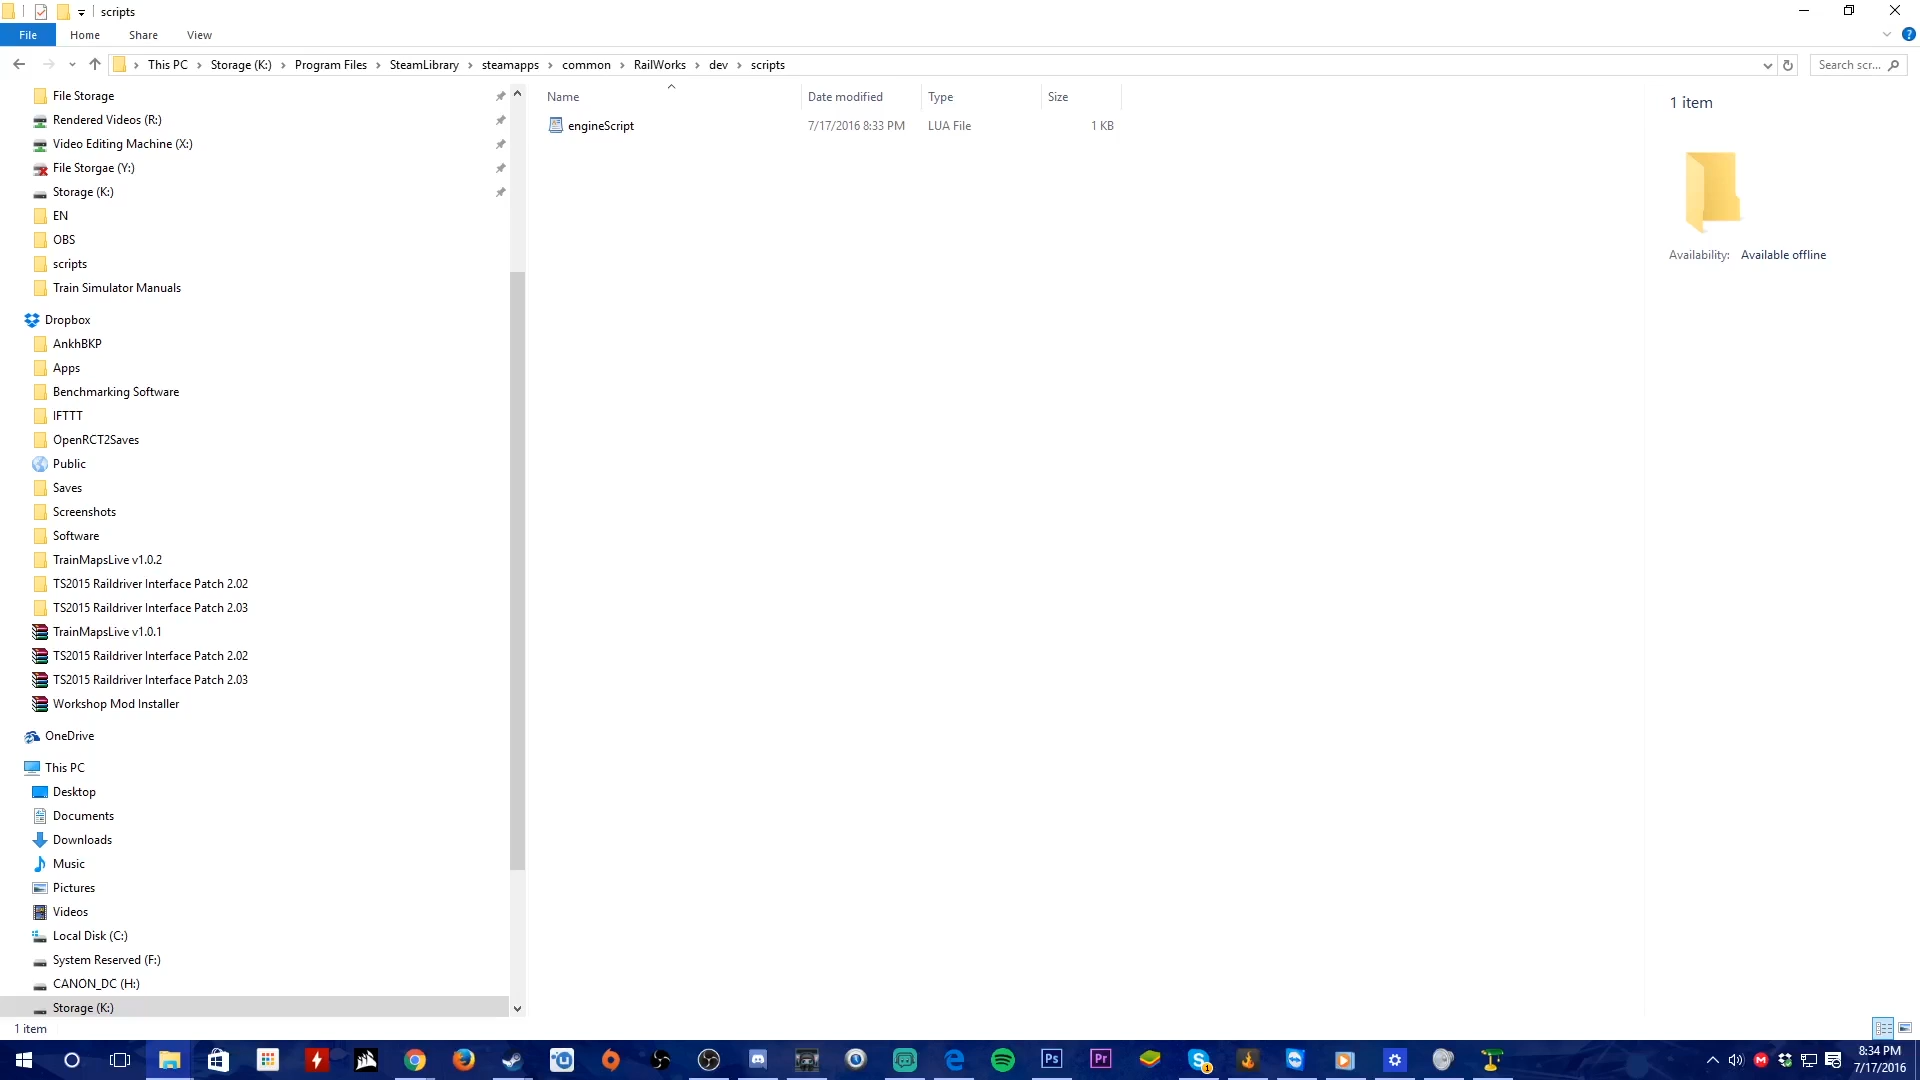 scripts
File Home Share View
This PC Storage (K:) Program Files SteamLibrary steamapps common RailWorks dev scripts
Search scr...
File Storage
Rendered Videos (R:)
Video Editing Machine (X:)
File Storgae (Y:)
Storage (K:)
EN
OBS
scripts
Train Simulator Manuals
Dropbox
AnkhBKP
Apps
Benchmarking Software
IFTTT
OpenRCT2Saves
Public
Saves
Screenshots
Software
TrainMapsLive v1.0.2
TS2015 Raildriver Interface Patch 2.02
TS2015 Raildriver Interface Patch 2.03
TrainMapsLive v1.0.1
TS2015 Raildriver Interface Patch 2.02
TS2015 Raildriver Interface Patch 2.03
Workshop Mod Installer
OneDrive
This PC
Desktop
Documents
Downloads
Music
Pictures
Videos
Local Disk (C:)
System Reserved (F:)
CANON_DC (H:)
Storage (K:)
Name Date modified Type Size
engineScript 7/17/2016 8:33 PM LUA File 1 KB
1 item
Availability: Available offline
1 item
Ps
Pr
8:34 PM
7/17/2016